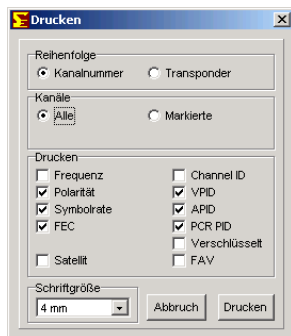 Drucken
Reihenfolge
Kanalnummer Transponder
Kanäle
Alle Markierte
Drucken
Frequenz Channel ID
Polarität VPID
Symbolrate APID
FEC PCR PID
Verschlüsselt
Satellit FAV
Schriftgröße
4 mm Abbruch Drucken